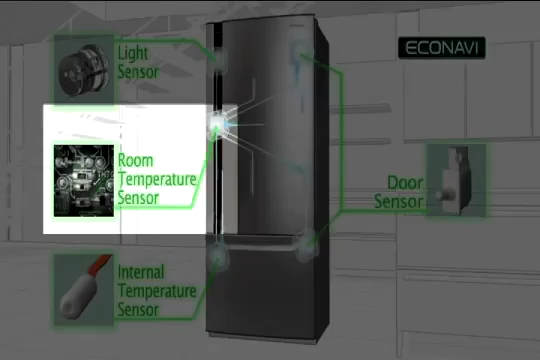 Light
Sensor
ECONAVI
Room
Temperature
Sensor
Door
Sensor
Internal
Temperature
Sensor